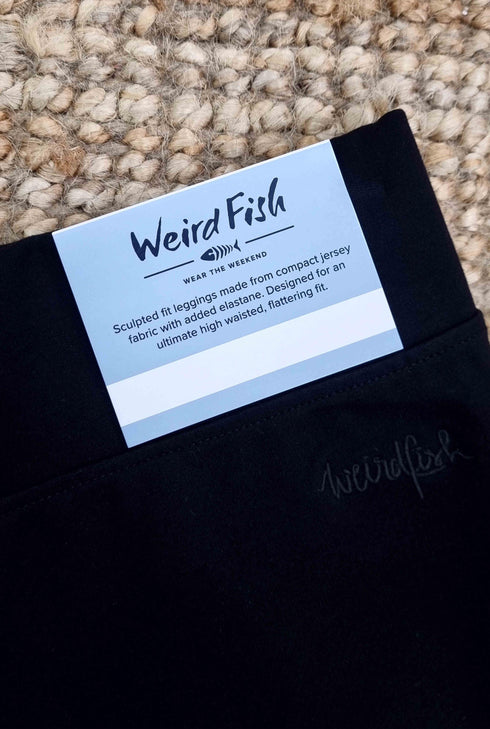 Weird Fish
WEAR THE WEEKEND
Sculpted fit leggings made from compact jersey
fabric with added elastane. Designed for an
ultimate high waisted, flattering fit.
weirdfish